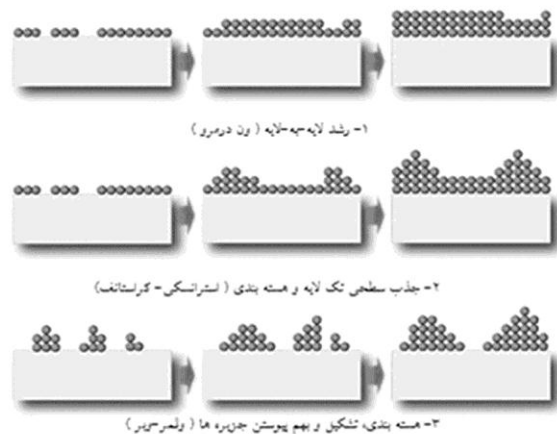 ۱- رشد لایه-به-لایه ( ون درمرو )
۲- جذب سطحی تک لایه و هسته بندی ( استرانسکی- کراستانف)
۳- هسته بندی، تشکیل و بهم پیوستن جزیره ها ( ولمر-وبر )